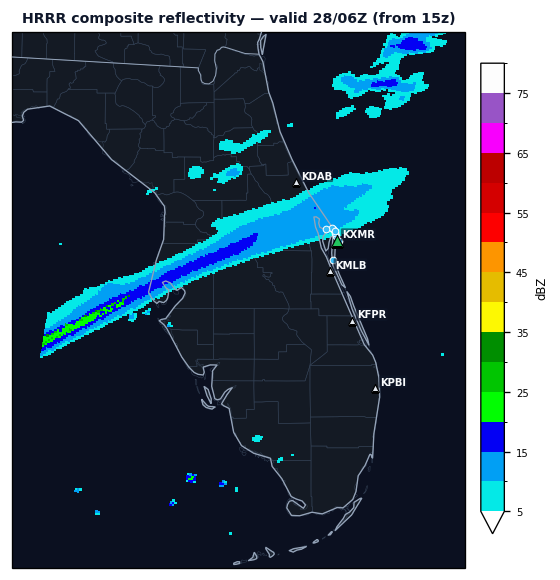 HRRR composite reflectivity — valid 28/06Z (from 15z)
KDAB
KXMR
KMLB
KFPR
KPBI
75
65
55
45
35
25
15
5
dBZ